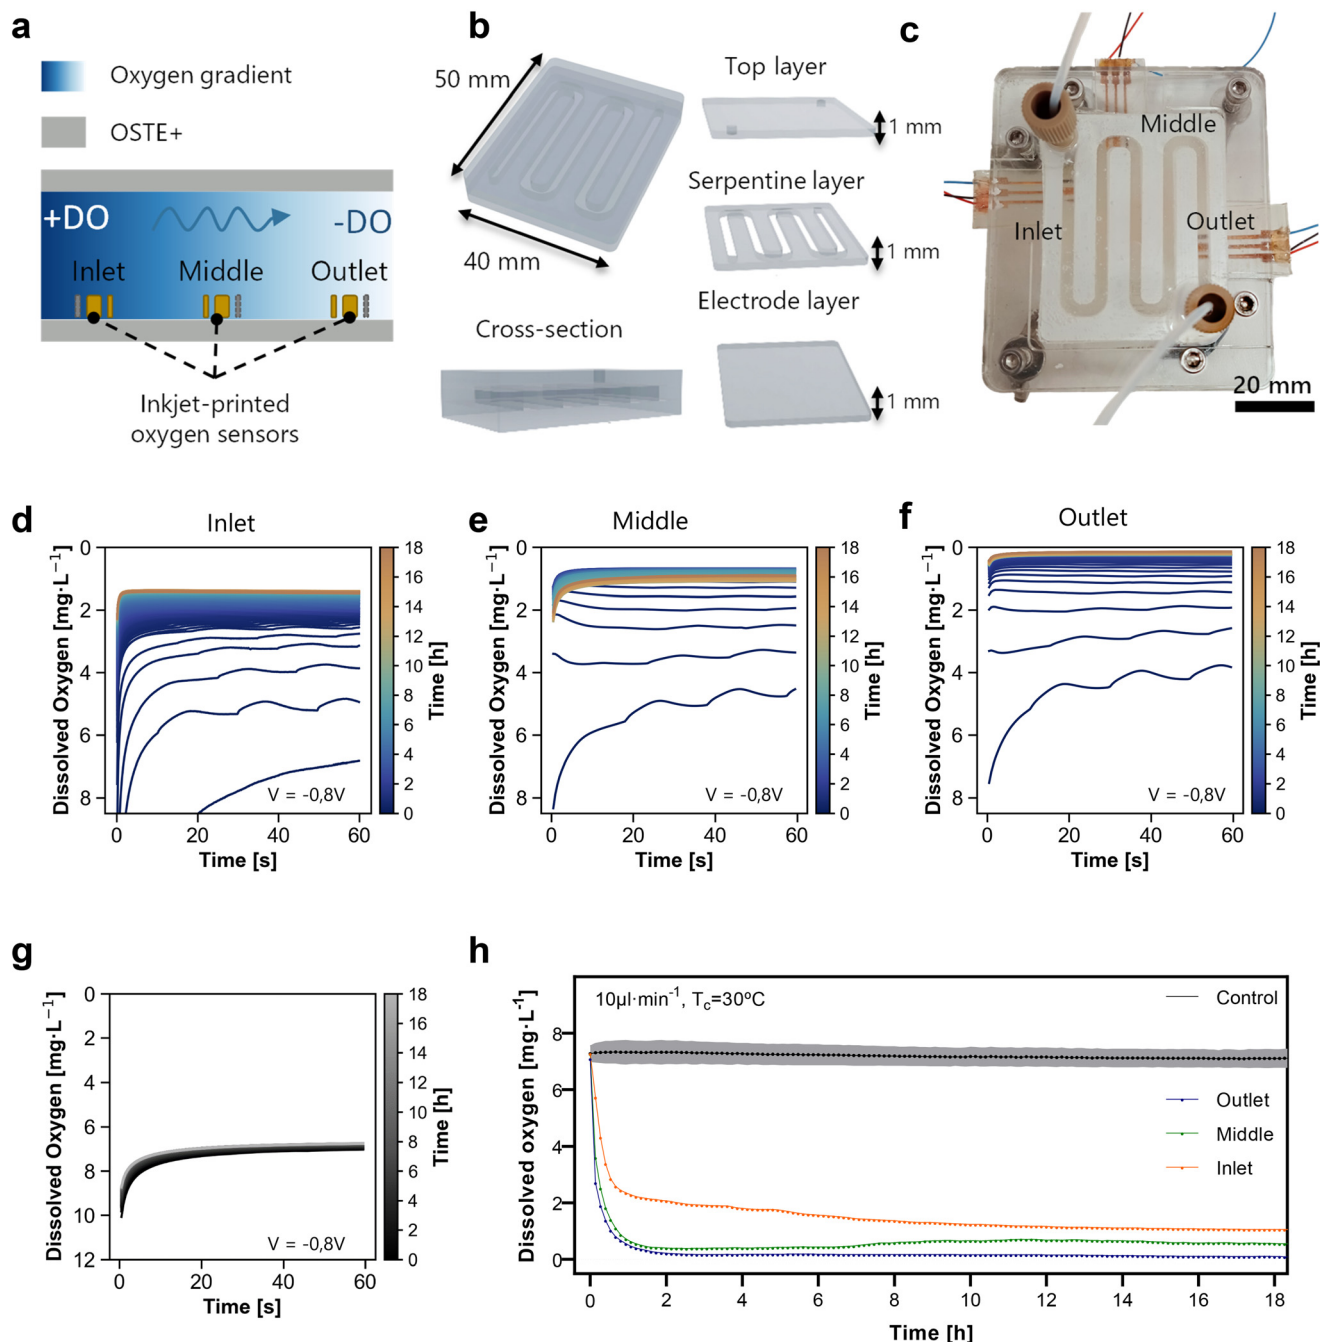 a
Oxygen gradient
OSTE+
+DO
-DO
Inlet
Middle
Outlet
Inkjet-printed
oxygen sensors
b
50 mm
40 mm
Cross-section
Top layer
1 mm
Serpentine layer
1 mm
Electrode layer
1 mm
c
Middle
Inlet
Outlet
20 mm
d
Inlet
Dissolved Oxygen [mg·L⁻¹]
0
2
4
6
8
V = -0,8V
0 20 40 60
Time [s]
18
16
14
12
10
8
6
4
2
0
Time [h]
e
Middle
Dissolved Oxygen [mg·L⁻¹]
0
2
4
6
8
V = -0,8V
0 20 40 60
Time [s]
18
16
14
12
10
8
6
4
2
0
Time [h]
f
Outlet
Dissolved Oxygen [mg·L⁻¹]
0
2
4
6
8
V = -0,8V
0 20 40 60
Time [s]
18
16
14
12
10
8
6
4
2
0
Time [h]
g
Dissolved Oxygen [mg·L⁻¹]
0
2
4
6
8
10
12
V = -0,8V
0 20 40 60
Time [s]
18
16
14
12
10
8
6
4
2
0
Time [h]
h
Dissolved oxygen [mg·L⁻¹]
8
6
4
2
0
10µl·min⁻¹, Tc=30ºC
Control
Outlet
Middle
Inlet
0 2 4 6 8 10 12 14 16 18
Time [h]